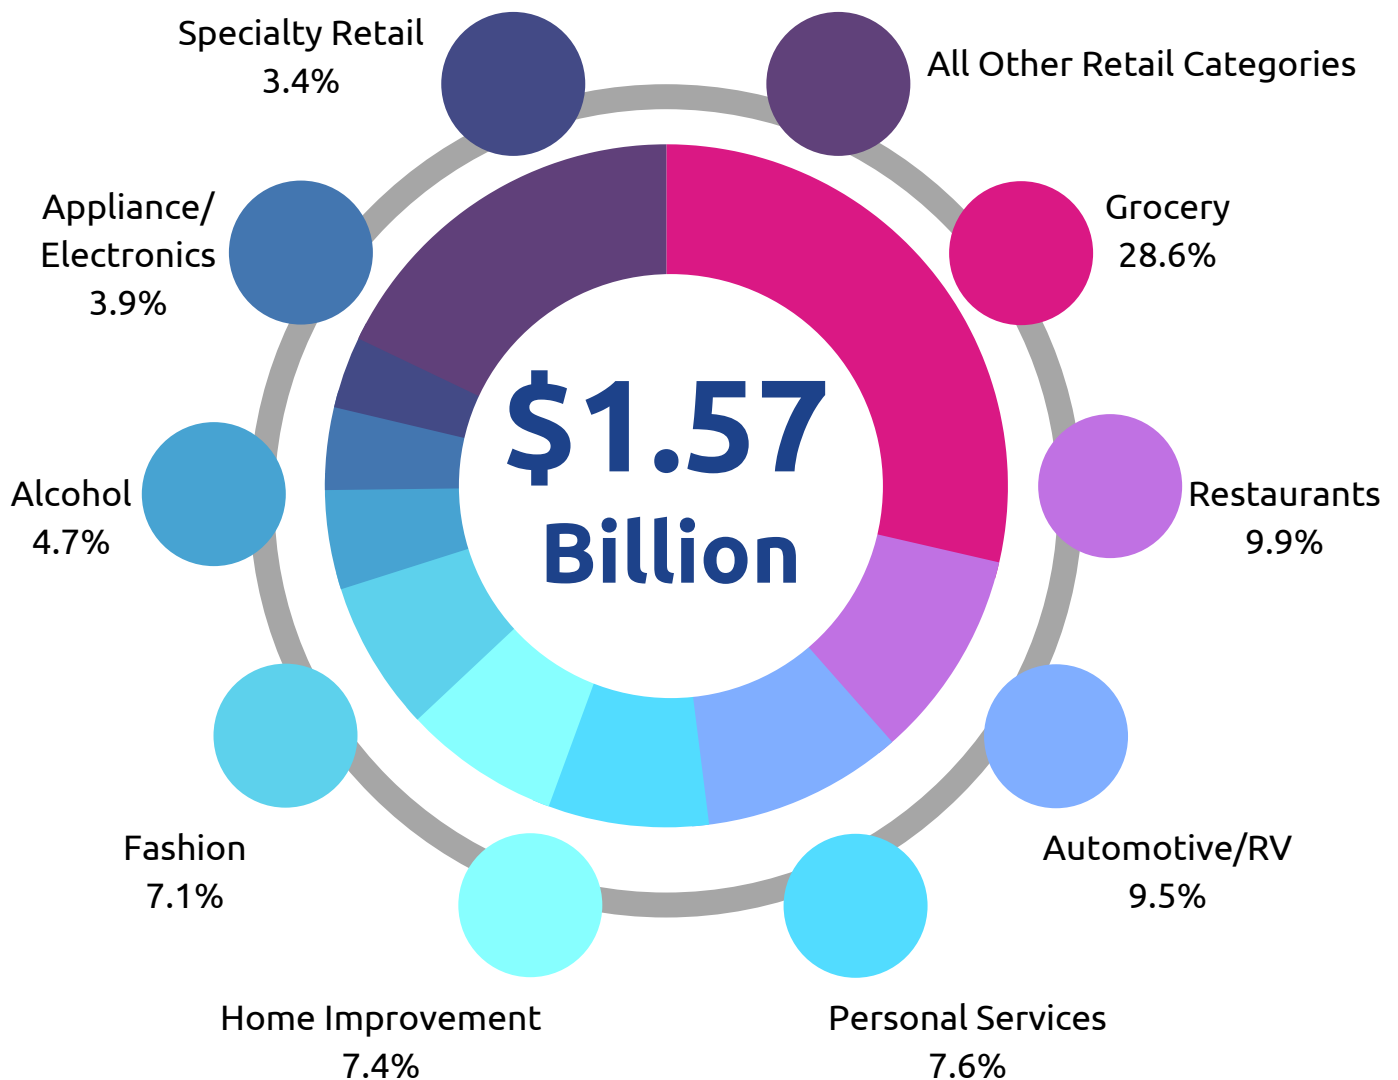 Specialty Retail
3.4%
All Other Retail Categories
Appliance/
Electronics
3.9%
Grocery
28.6%
$1.57
Billion
Alcohol
4.7%
Restaurants
9.9%
Fashion
7.1%
Automotive/RV
9.5%
Home Improvement
7.4%
Personal Services
7.6%